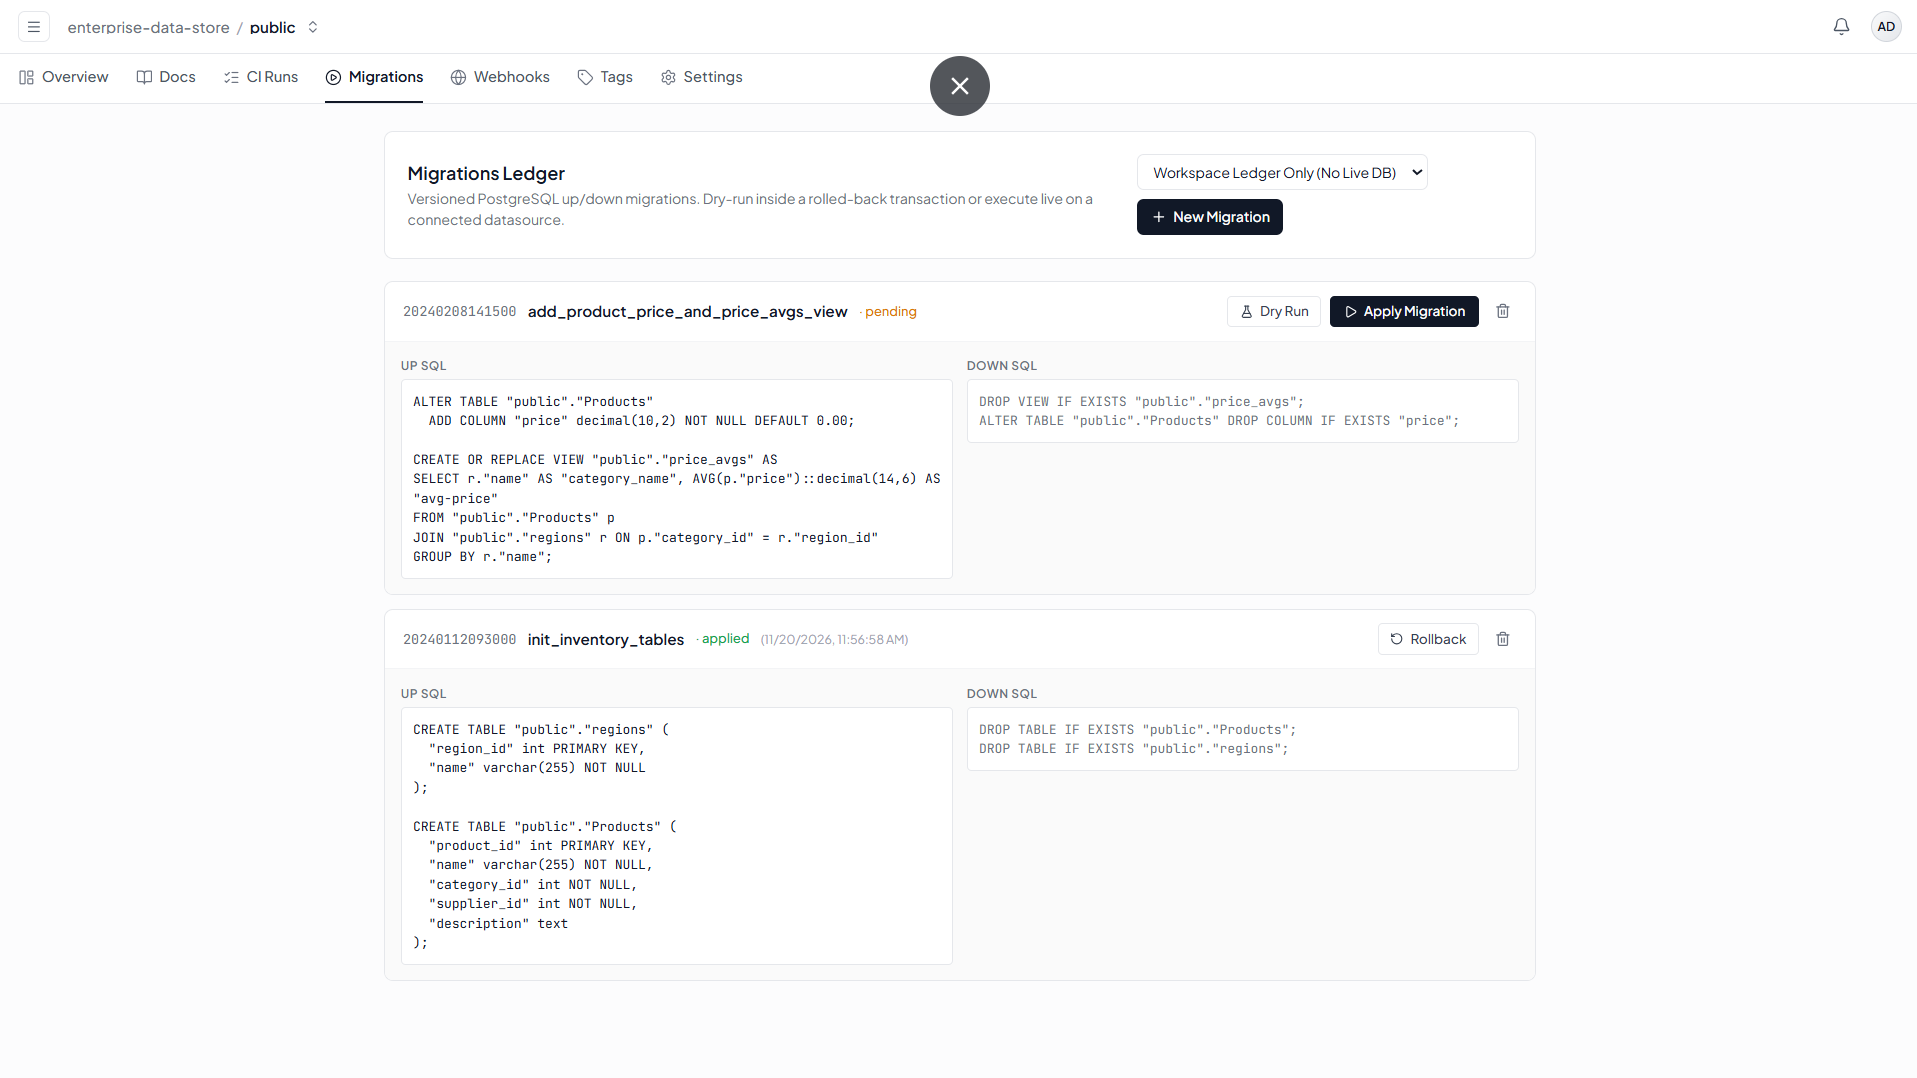 enterprise-data-store / public
AD
Overview
Docs
CI Runs
Migrations
Webhooks
Tags
Settings
Migrations Ledger
Versioned PostgreSQL up/down migrations. Dry-run inside a rolled-back transaction or execute live on a
connected datasource.
Workspace Ledger Only (No Live DB)
+ New Migration
20240208141500 add_product_price_and_price_avgs_view · pending
Dry Run
Apply Migration
UP SQL
ALTER TABLE "public"."Products"
  ADD COLUMN "price" decimal(10,2) NOT NULL DEFAULT 0.00;
CREATE OR REPLACE VIEW "public"."price_avgs" AS
SELECT r."name" AS "category_name", AVG(p."price")::decimal(14,6) AS
"avg-price"
FROM "public"."Products" p
JOIN "public"."regions" r ON p."category_id" = r."region_id"
GROUP BY r."name";
DOWN SQL
DROP VIEW IF EXISTS "public"."price_avgs";
ALTER TABLE "public"."Products" DROP COLUMN IF EXISTS "price";
20240112093000 init_inventory_tables · applied (11/20/2026, 11:56:58 AM)
Rollback
UP SQL
CREATE TABLE "public"."regions" (
  "region_id" int PRIMARY KEY,
  "name" varchar(255) NOT NULL
);
CREATE TABLE "public"."Products" (
  "product_id" int PRIMARY KEY,
  "name" varchar(255) NOT NULL,
  "category_id" int NOT NULL,
  "supplier_id" int NOT NULL,
  "description" text
);
DOWN SQL
DROP TABLE IF EXISTS "public"."Products";
DROP TABLE IF EXISTS "public"."regions";